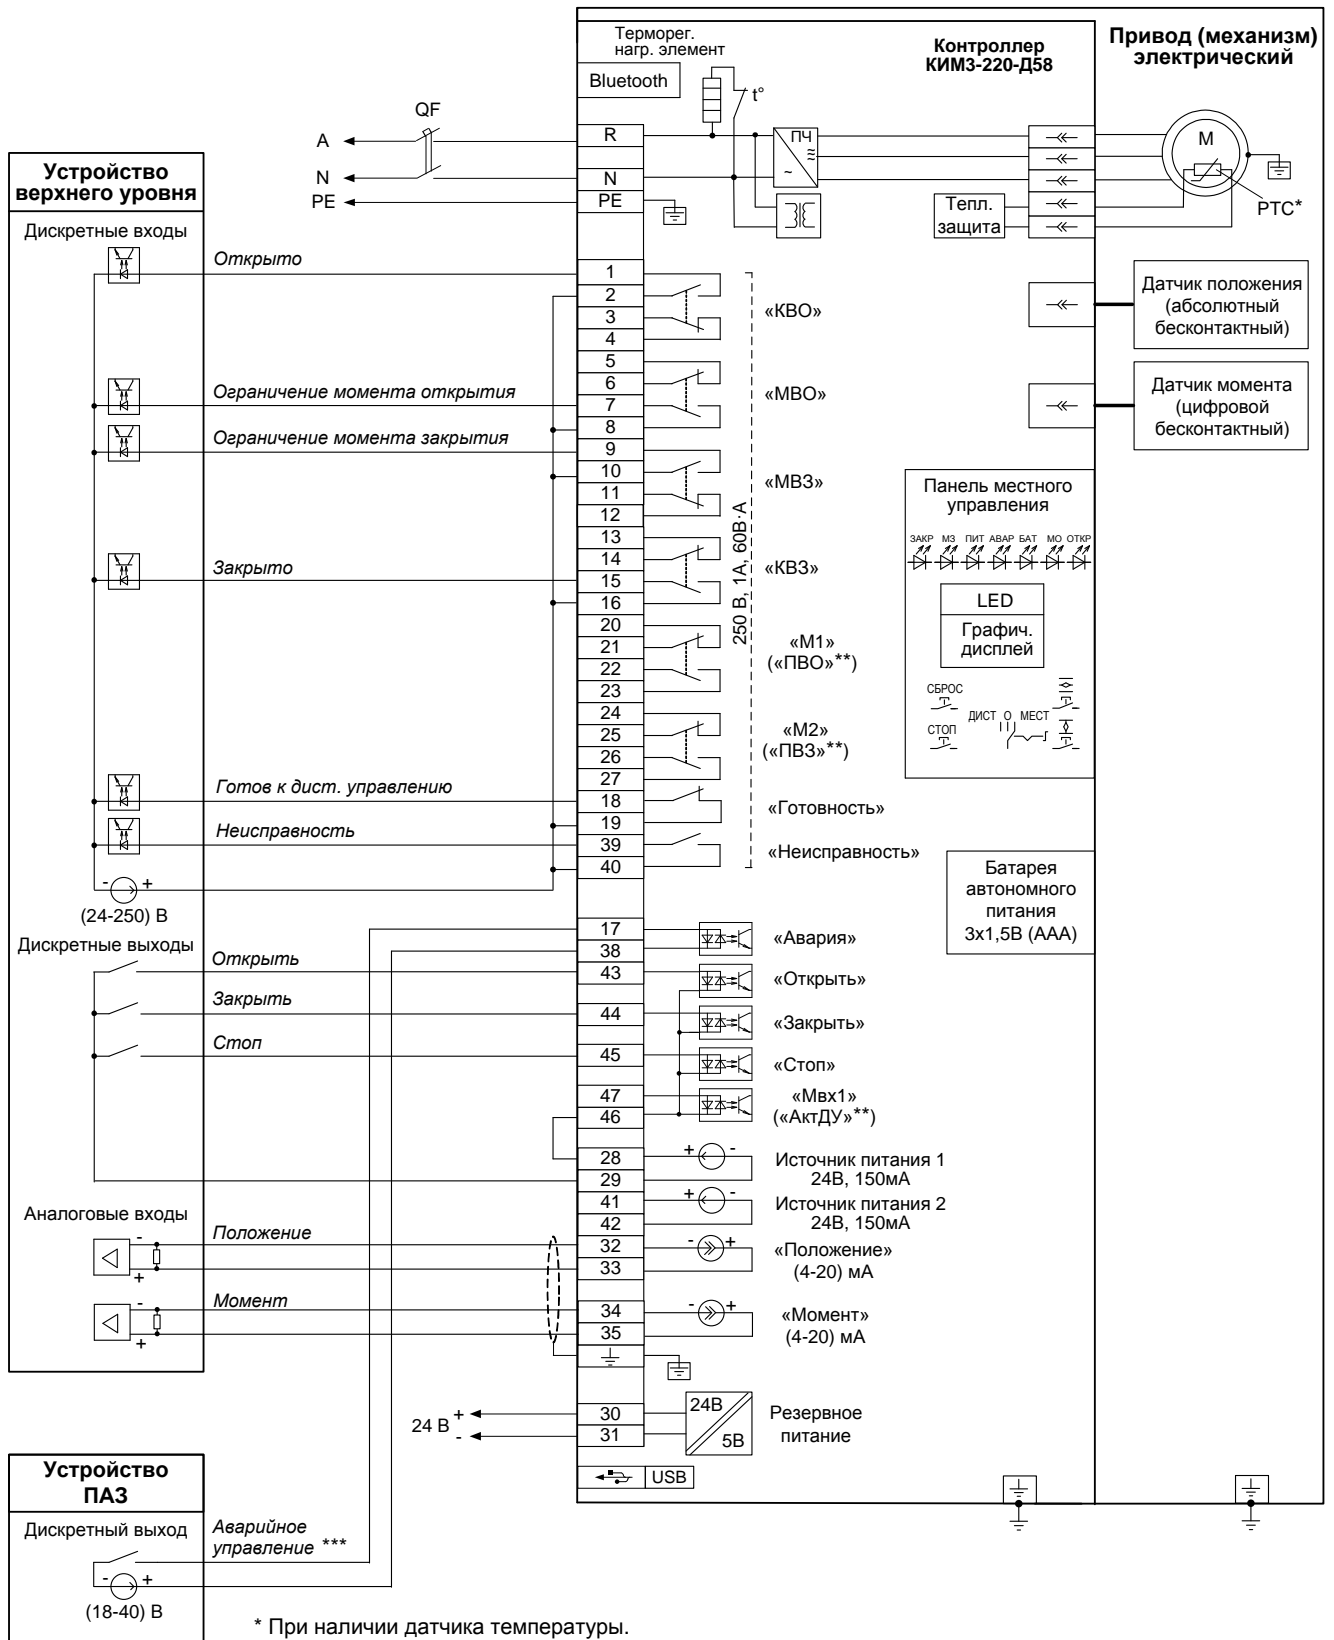 Терморег.
нагр. элемент
Bluetooth
Контроллер
КИМ3-220-Д58
Привод (механизм)
электрический
QF
t°
A
R
ПЧ
≈
~
M
N
N
PE
PE
Тепл.
защита
PTC*
Устройство
верхнего уровня
Дискретные входы
Открыто
1
2
3
4
«КВО»
Датчик положения
(абсолютный
бесконтактный)
5
6
7
8
Ограничение момента открытия
«МВО»
Датчик момента
(цифровой
бесконтактный)
Ограничение момента закрытия
9
10
11
12
«МВЗ»
Панель местного
управления
ЗАКР МЗ ПИТ АВАР БАТ МО ОТКР
LED
Графич.
дисплей
СБРОС
СТОП
ДИСТ О МЕСТ
13
14
15
16
Закрыто
«КВЗ»
250 В, 1А, 60В·А
20
21
22
23
«М1»
(«ПВО»**)
24
25
26
27
«М2»
(«ПВЗ»**)
Готов к дист. управлению
18
19
«Готовность»
Неисправность
39
40
«Неисправность»
Батарея
автономного
питания
3х1,5В (ААА)
- +
(24-250) В
Дискретные выходы
17
38
«Авария»
Открыть
43
«Открыть»
Закрыть
44
«Закрыть»
Стоп
45
«Стоп»
47
46
«Мвх1»
(«АктДУ»**)
28
29
+ -
Источник питания 1
24В, 150мА
41
42
+ -
Источник питания 2
24В, 150мА
Аналоговые входы
Положение
-
+
32
33
- +
«Положение»
(4-20) мА
Момент
-
+
34
35
- +
«Момент»
(4-20) мА
24 В
+
-
30
31
24В
5В
Резервное
питание
USB
Устройство
ПАЗ
Дискретный выход
Аварийное
управление ***
- +
(18-40) В
* При наличии датчика температуры.